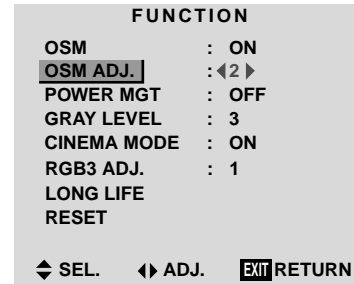 FUNCTION
OSM : ON
OSM ADJ. : 2
POWER MGT : OFF
GRAY LEVEL : 3
CINEMA MODE : ON
RGB3 ADJ. : 1
LONG LIFE
RESET
SEL. ADJ. EXIT RETURN